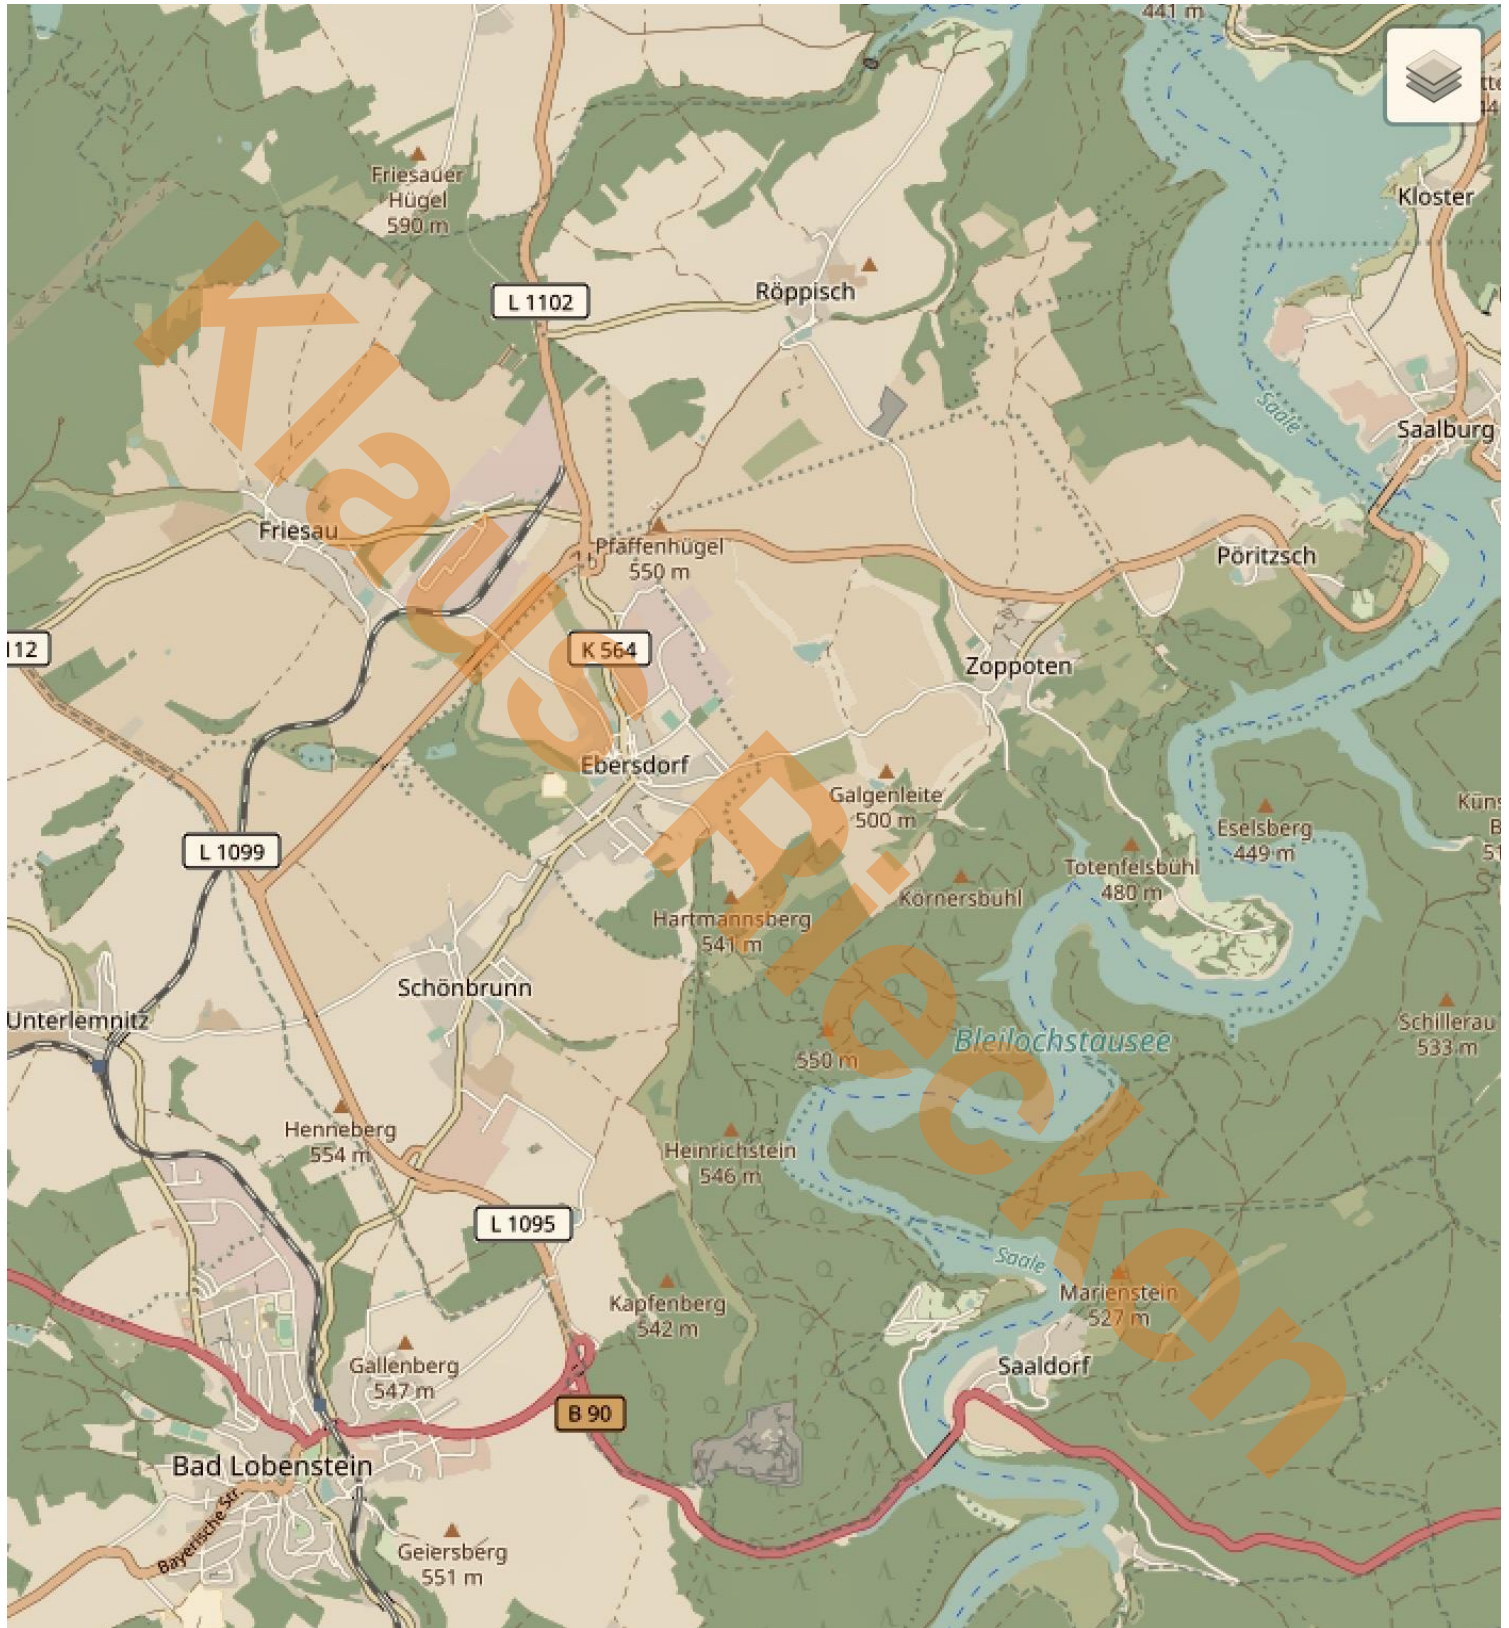 441 m
Friesauer
Hügel
590 m
Kloster
L 1102
Röppisch
Saale
Saalburg
Friesau
Pfaffenhügel
550 m
Pöritzsch
112
K 564
Zoppoten
Ebersdorf
Galgenleite
500 m
Eselsberg
449 m
L 1099
Totenfelsbühl
480 m
Körnersbühl
Hartmannsberg
541 m
Schönbrunn
Unterlemnitz
Bleilochstausee
Schillerau
533 m
550 m
Henneberg
554 m
Heinrichstein
546 m
L 1095
Saale
Marienstein
527 m
Kapfenberg
542 m
Gallenberg
547 m
Saaldorf
B 90
Bad Lobenstein
Bayerische Str.
Geiersberg
551 m
Klaus Riecken